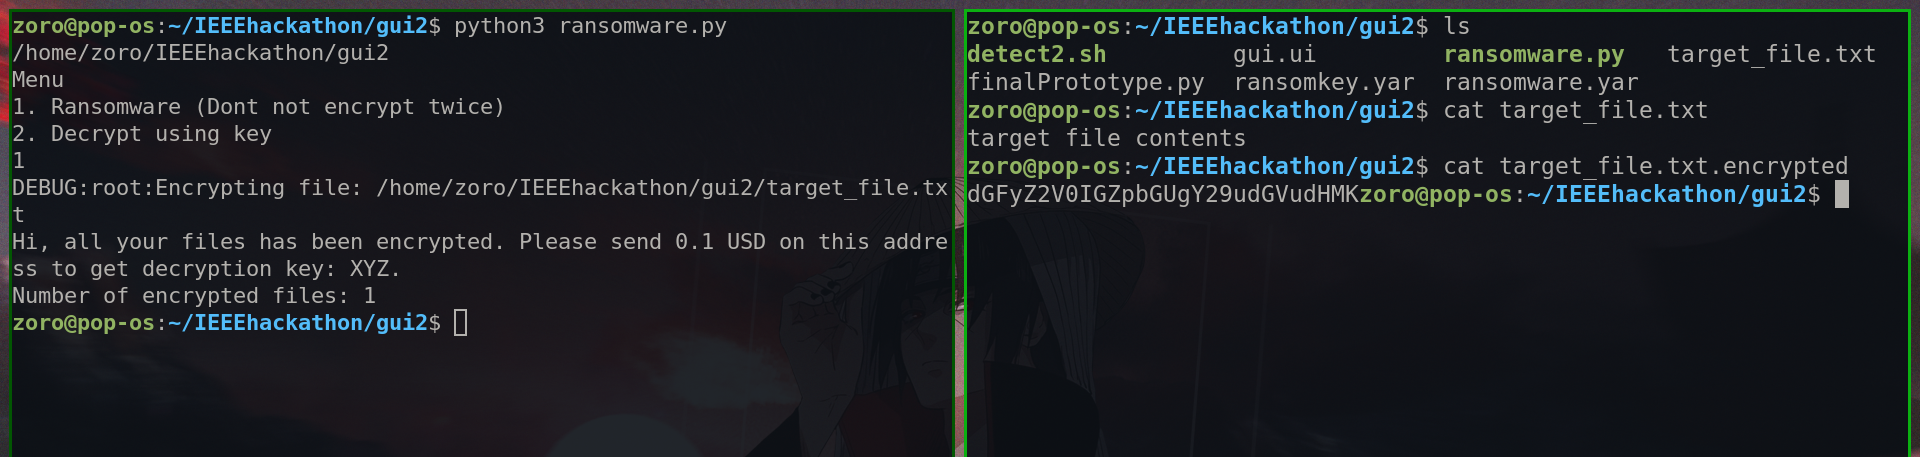 zoro@pop-os:~/IEEEhackathon/gui2$ python3 ransomware.py
/home/zoro/IEEEhackathon/gui2
Menu
1. Ransomware (Dont not encrypt twice)
2. Decrypt using key
1
DEBUG:root:Encrypting file: /home/zoro/IEEEhackathon/gui2/target_file.tx
t
Hi, all your files has been encrypted. Please send 0.1 USD on this addre
ss to get decryption key: XYZ.
Number of encrypted files: 1
zoro@pop-os:~/IEEEhackathon/gui2$
zoro@pop-os:~/IEEEhackathon/gui2$ ls
detect2.sh gui.ui ransomware.py target_file.txt
finalPrototype.py ransomkey.yar ransomware.yar
zoro@pop-os:~/IEEEhackathon/gui2$ cat target_file.txt
target file contents
zoro@pop-os:~/IEEEhackathon/gui2$ cat target_file.txt.encrypted
dGFyZ2V0IGZpbGUgY29udGVudHMKzoro@pop-os:~/IEEEhackathon/gui2$